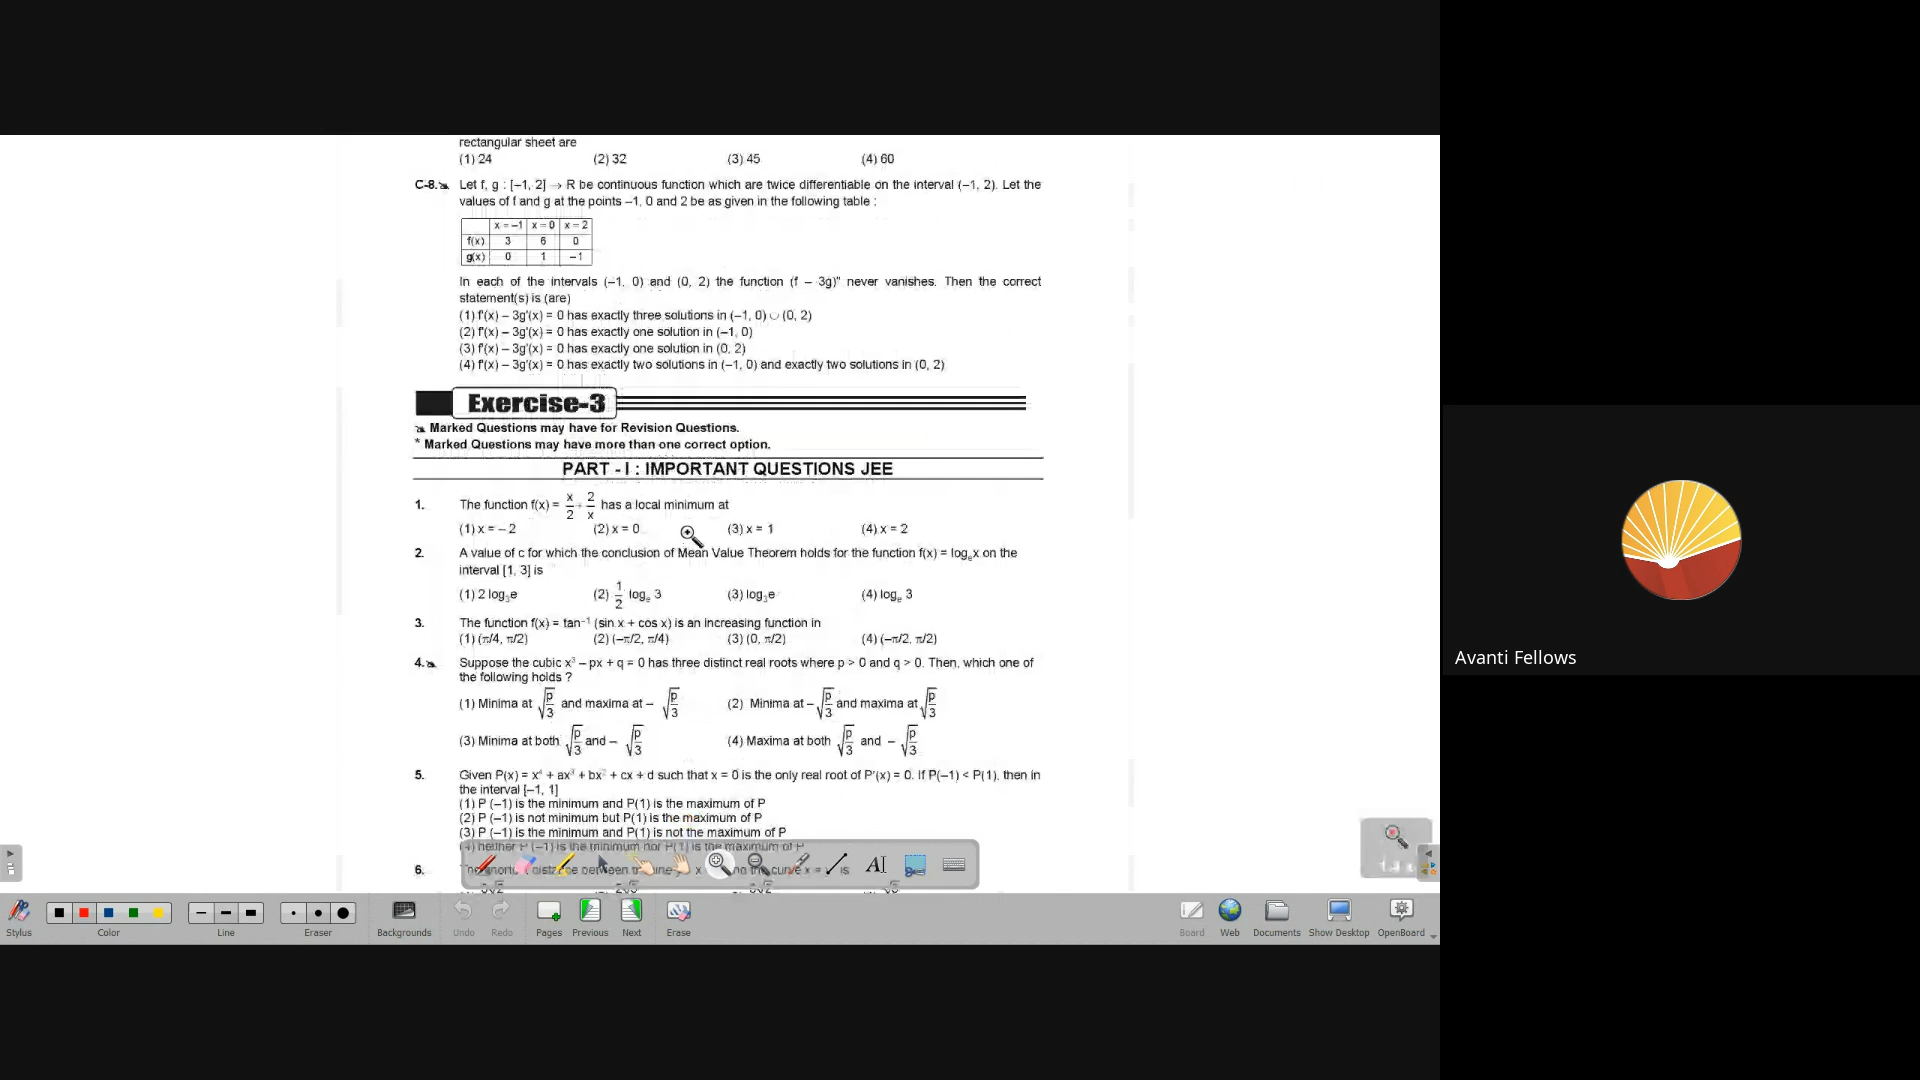 rectangular sheet are
(1) 24 (2) 32 (3) 45 (4) 60
C-8. Let f, g : [–1, 2] → R be continuous function which are twice differentiable on the interval (–1, 2). Let the
values of f and g at the points –1, 0 and 2 be as given in the following table :
x = –1 x = 0 x = 2
f(x) 3 6 0
g(x) 0 1 –1
In each of the intervals (–1, 0) and (0, 2) the function (f – 3g)" never vanishes. Then the correct
statement(s) is (are)
(1) f'(x) – 3g'(x) = 0 has exactly three solutions in (–1, 0) ∪ (0, 2)
(2) f'(x) – 3g'(x) = 0 has exactly one solution in (–1, 0)
(3) f'(x) – 3g'(x) = 0 has exactly one solution in (0, 2)
(4) f'(x) – 3g'(x) = 0 has exactly two solutions in (–1, 0) and exactly two solutions in (0, 2)
Exercise-3
Marked Questions may have for Revision Questions.
* Marked Questions may have more than one correct option.
PART - I : IMPORTANT QUESTIONS JEE
1. The function f(x) = x/2 + 2/x has a local minimum at
(1) x = – 2 (2) x = 0 (3) x = 1 (4) x = 2
2. A value of c for which the conclusion of Mean Value Theorem holds for the function f(x) = logₑx on the
interval [1, 3] is
(1) 2 log₃e (2) 1/2 logₑ 3 (3) log₃e (4) logₑ 3
3. The function f(x) = tan⁻¹ (sin x + cos x) is an increasing function in
(1) (π/4, π/2) (2) (–π/2, π/4) (3) (0, π/2) (4) (–π/2, π/2)
4. Suppose the cubic x³ – px + q = 0 has three distinct real roots where p > 0 and q > 0. Then, which one of
the following holds ?
(1) Minima at √(p/3) and maxima at – √(p/3) (2) Minima at – √(p/3) and maxima at √(p/3)
(3) Minima at both √(p/3) and – √(p/3) (4) Maxima at both √(p/3) and – √(p/3)
5. Given P(x) = x⁴ + ax³ + bx² + cx + d such that x = 0 is the only real root of P'(x) = 0. If P(–1) < P(1), then in
the interval [–1, 1]
(1) P (–1) is the minimum and P(1) is the maximum of P
(2) P (–1) is not minimum but P(1) is the maximum of P
(3) P (–1) is the minimum and P(1) is not the maximum of P
(4) neither P (–1) is the minimum nor P(1) is the maximum of P
6.
Avanti Fellows
Stylus Color Line Eraser Backgrounds Undo Redo Pages Previous Next Erase Board Web Documents Show Desktop OpenBoard